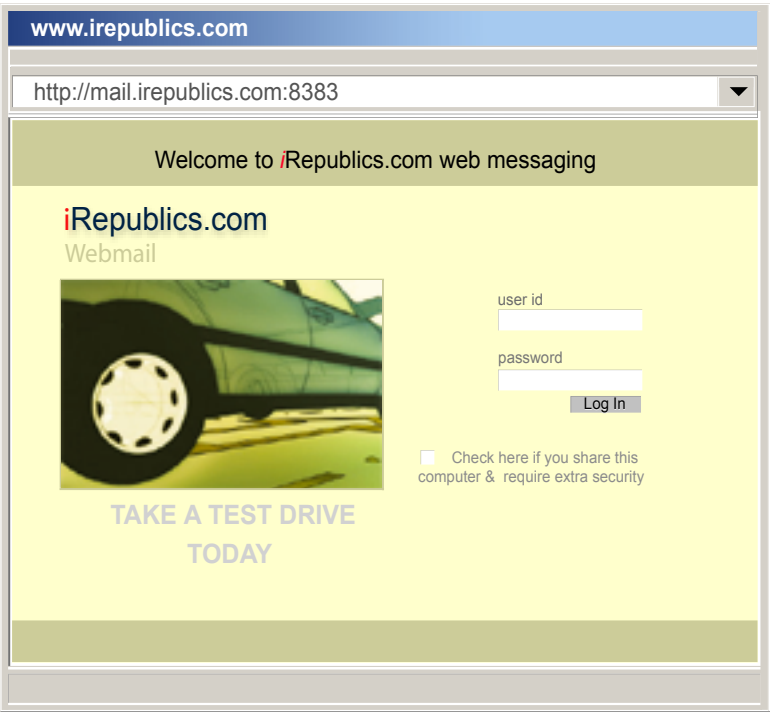 www.irepublics.com
http://mail.irepublics.com:8383
Welcome to iRepublics.com web messaging
iRepublics.com
Webmail
user id
password
Log In
Check here if you share this
computer & require extra security
TAKE A TEST DRIVE
TODAY